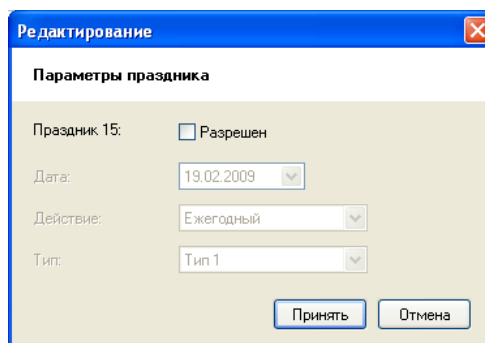 Редактирование
Параметры праздника
Праздник 15: Разрешен
Дата: 19.02.2009
Действие: Ежегодный
Тип: Тип 1
Принять Отмена